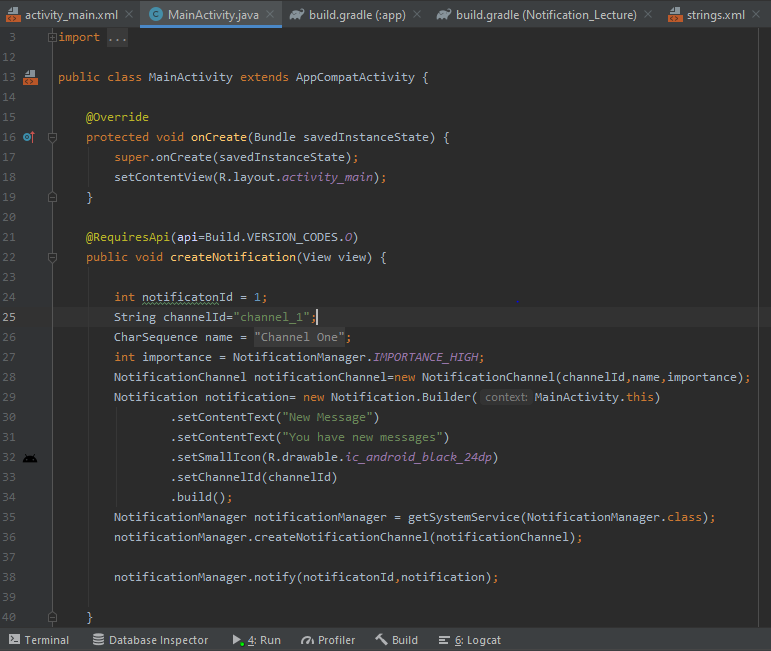 activity_main.xml MainActivity.java build.gradle (:app) build.gradle (Notification_Lecture) strings.xml
3 import ...
12
13 public class MainActivity extends AppCompatActivity {
14
15 @Override
16 protected void onCreate(Bundle savedInstanceState) {
17 super.onCreate(savedInstanceState);
18 setContentView(R.layout.activity_main);
19 }
20
21 @RequiresApi(api=Build.VERSION_CODES.O)
22 public void createNotification(View view) {
23
24 int notificatonId = 1;
25 String channelId="channel_1";
26 CharSequence name = "Channel One";
27 int importance = NotificationManager.IMPORTANCE_HIGH;
28 NotificationChannel notificationChannel=new NotificationChannel(channelId,name,importance);
29 Notification notification= new Notification.Builder( context: MainActivity.this)
30 .setContentText("New Message")
31 .setContentText("You have new messages")
32 .setSmallIcon(R.drawable.ic_android_black_24dp)
33 .setChannelId(channelId)
34 .build();
35 NotificationManager notificationManager = getSystemService(NotificationManager.class);
36 notificationManager.createNotificationChannel(notificationChannel);
37
38 notificationManager.notify(notificatonId,notification);
39
40 }
Terminal Database Inspector 4: Run Profiler Build 6: Logcat